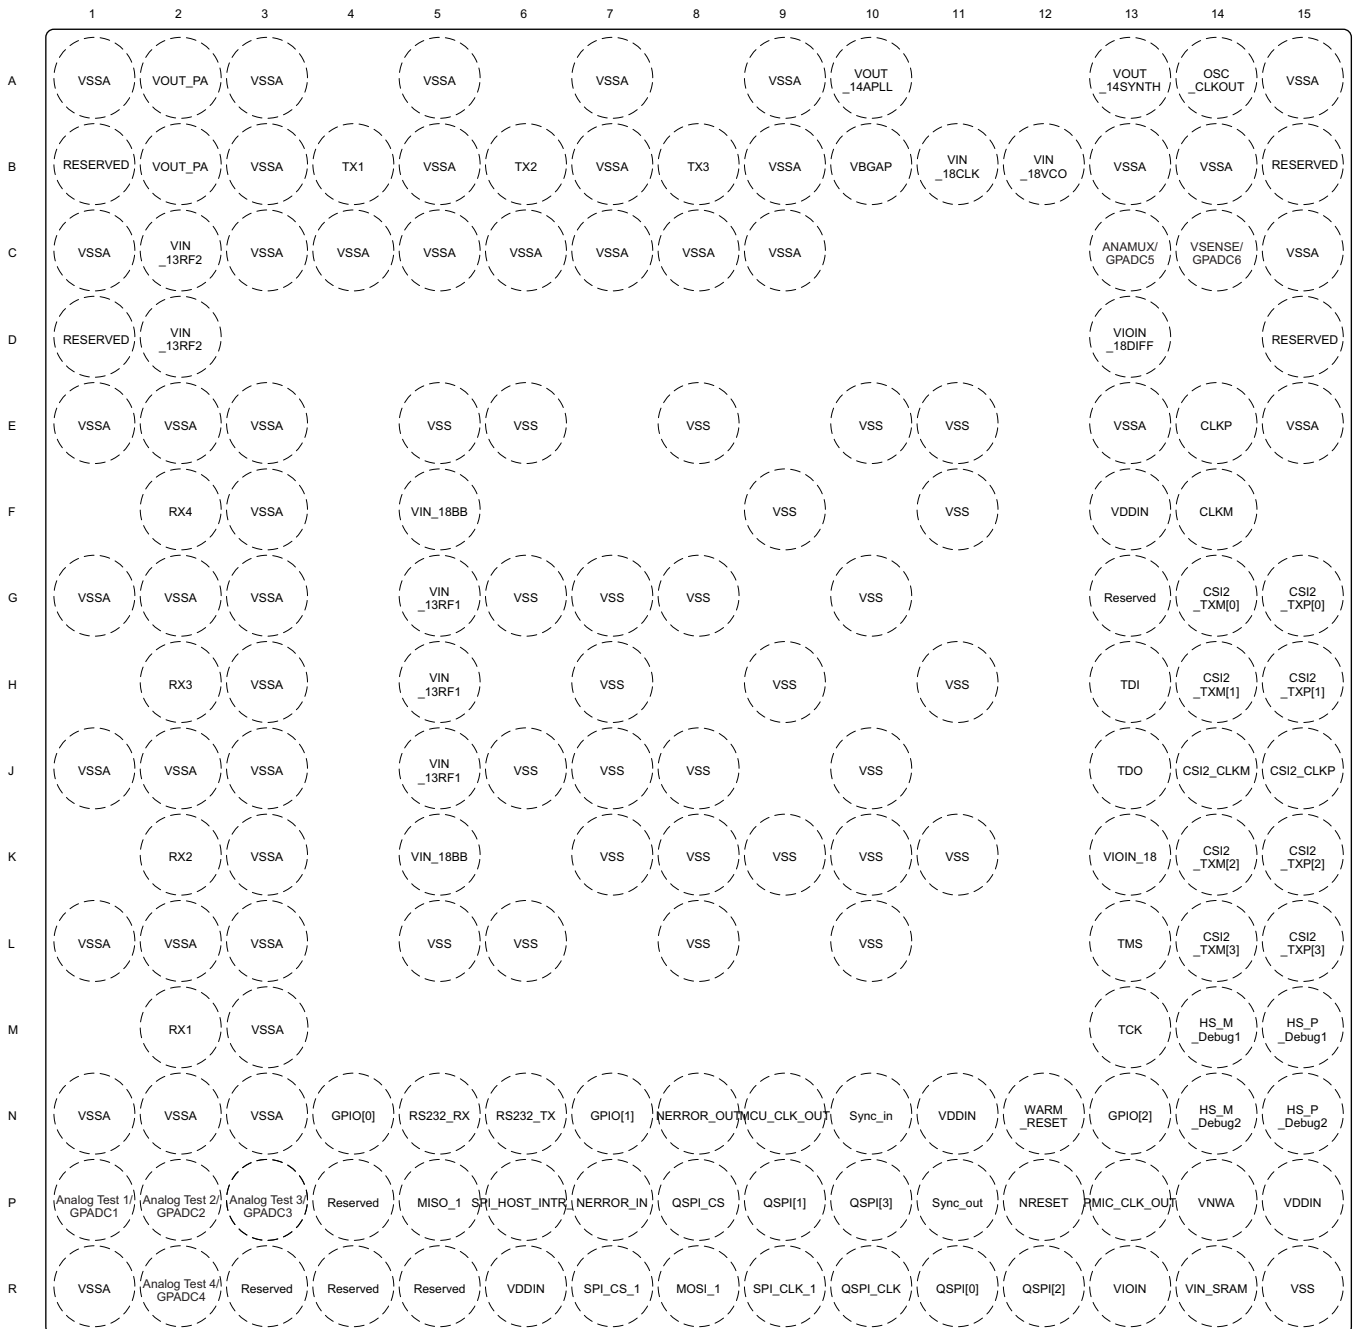 1 2 3 4 5 6 7 8 9 10 11 12 13 14 15
A VSSA VOUT_PA VSSA VSSA VSSA VSSA VOUT _14APLL VOUT _14SYNTH OSC _CLKOUT VSSA
B RESERVED VOUT_PA VSSA TX1 VSSA TX2 VSSA TX3 VSSA VBGAP VIN _18CLK VIN _18VCO VSSA VSSA RESERVED
C VSSA VIN _13RF2 VSSA VSSA VSSA VSSA VSSA VSSA VSSA ANAMUX/ GPADC5 VSENSE/ GPADC6 VSSA
D RESERVED VIN _13RF2 VIOIN _18DIFF RESERVED
E VSSA VSSA VSSA VSS VSS VSS VSS VSS VSSA CLKP VSSA
F RX4 VSSA VIN_18BB VSS VSS VDDIN CLKM
G VSSA VSSA VSSA VIN _13RF1 VSS VSS VSS VSS Reserved CSI2 _TXM[0] CSI2 _TXP[0]
H RX3 VSSA VIN _13RF1 VSS VSS VSS TDI CSI2 _TXM[1] CSI2 _TXP[1]
J VSSA VSSA VSSA VIN _13RF1 VSS VSS VSS VSS TDO CSI2_CLKM CSI2_CLKP
K RX2 VSSA VIN_18BB VSS VSS VSS VSS VSS VIOIN_18 CSI2 _TXM[2] CSI2 _TXP[2]
L VSSA VSSA VSSA VSS VSS VSS VSS TMS CSI2 _TXM[3] CSI2 _TXP[3]
M RX1 VSSA TCK HS_M _Debug1 HS_P _Debug1
N VSSA VSSA VSSA GPIO[0] RS232_RX RS232_TX GPIO[1] NERROR_OUT MCU_CLK_OUT Sync_in VDDIN WARM _RESET GPIO[2] HS_M _Debug2 HS_P _Debug2
P Analog Test 1/ GPADC1 Analog Test 2/ GPADC2 Analog Test 3/ GPADC3 Reserved MISO_1 SPI_HOST_INTR_ NERROR_IN QSPI_CS QSPI[1] QSPI[3] Sync_out NRESET PMIC_CLK_OUT VNWA VDDIN
R VSSA Analog Test 4/ GPADC4 Reserved Reserved Reserved VDDIN SPI_CS_1 MOSI_1 SPI_CLK_1 QSPI_CLK QSPI[0] QSPI[2] VIOIN VIN_SRAM VSS